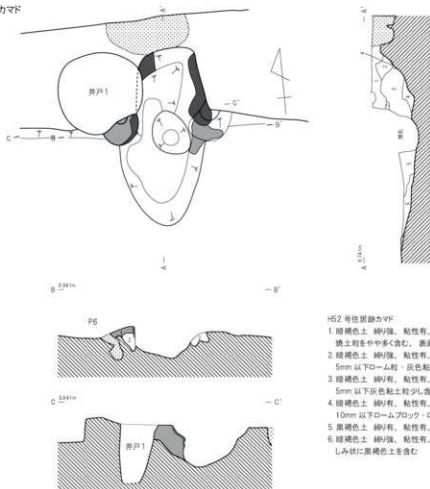 カマド
A'
井戸1
C'
C
B
B'
A
A'
A
B
B'
P6
C
C'
井戸1
H52 号住居跡カマド
1. 暗褐色土 締り強、粘性有、
焼土粒をやや多く含む、表
2. 暗褐色土 締り強、粘性有、
5mm 以下ローム粒・灰色粘
3. 暗褐色土 締り有、粘性有、
5mm 以下灰色粘土粒少し含
4. 暗褐色土 締り有、粘性有、
10mm 以下ロームブロック・ロ
5. 黒褐色土 締り有、粘性有、
6. 暗褐色土 締り強、粘性有、
しみ状に黒褐色土を含む